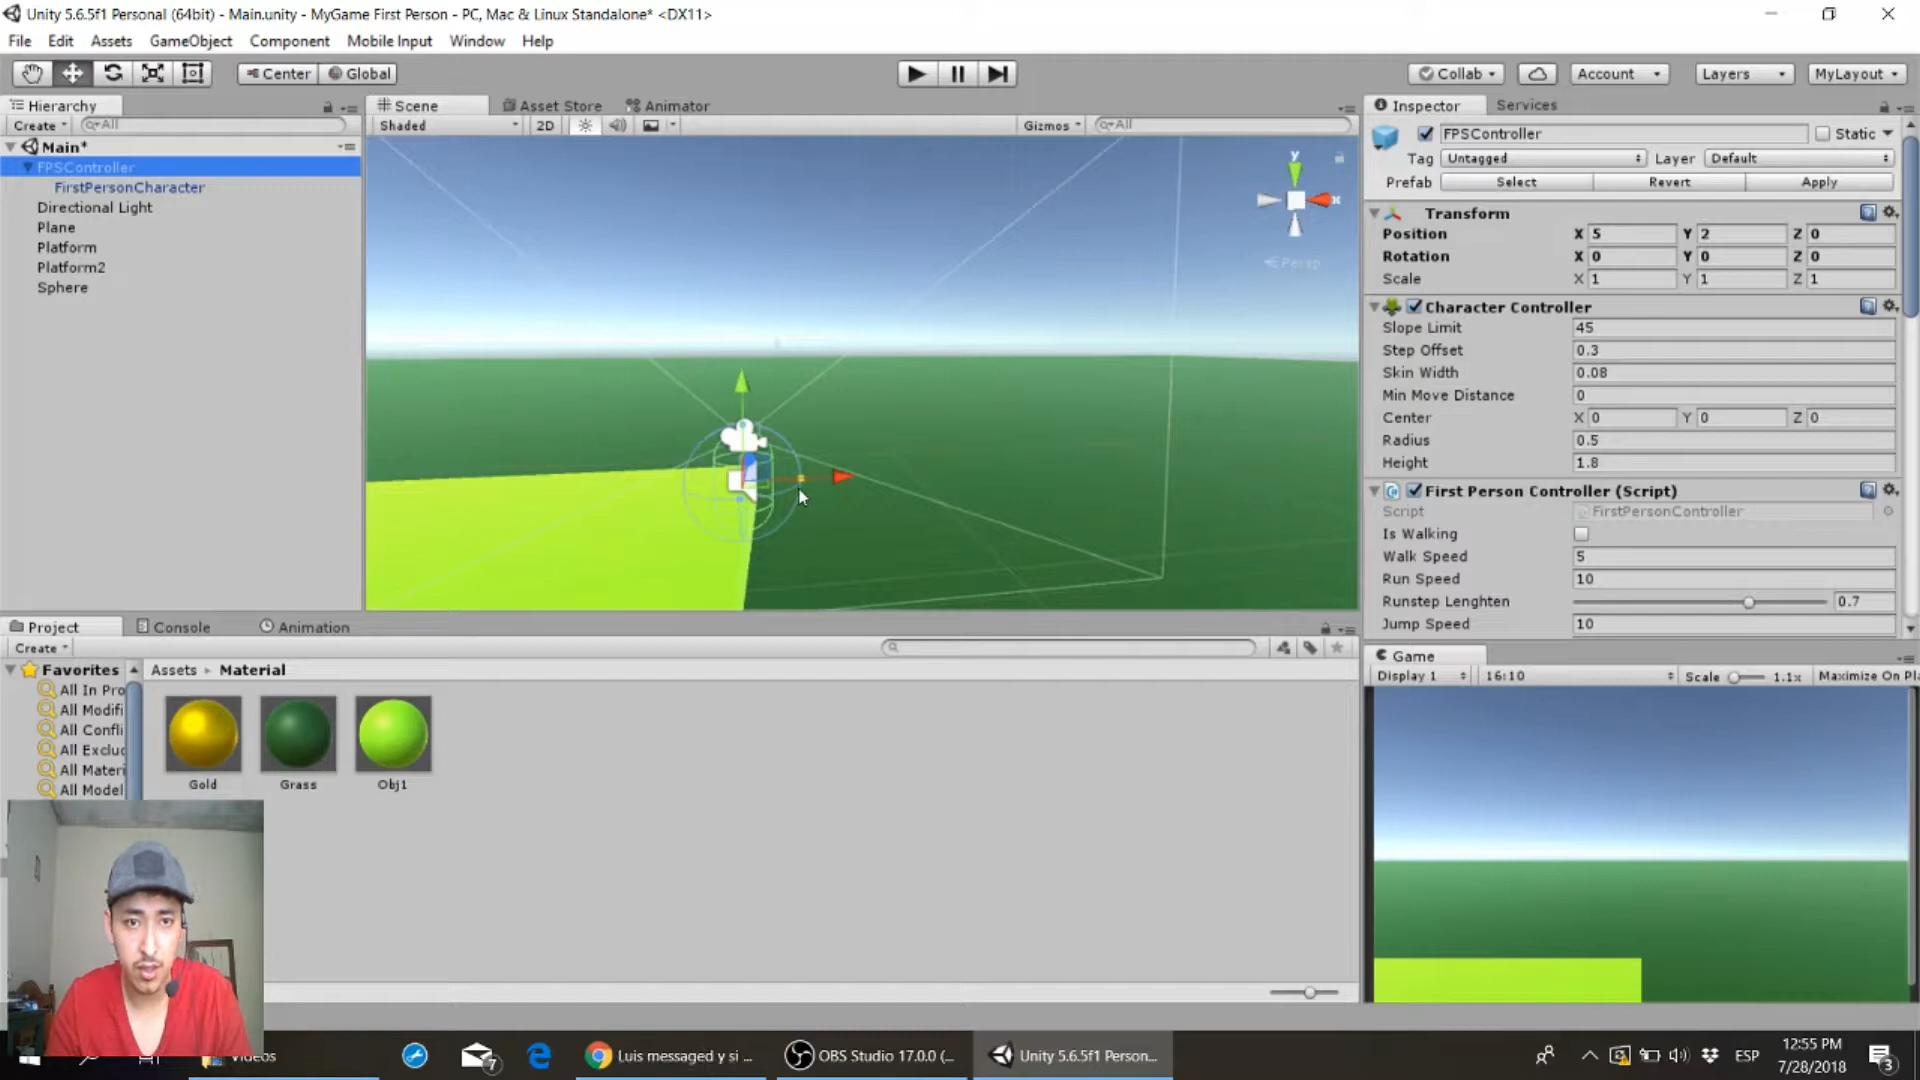 Unity 5.6.5f1 Personal (64bit) - Main.unity - MyGame First Person - PC, Mac & Linux Standalone* <DX11>
File Edit Assets GameObject Component Mobile Input Window Help
Center Global Collab Account Layers MyLayout
Hierarchy
Create All
Main*
FPSController
FirstPersonCharacter
Directional Light
Plane
Platform
Platform2
Sphere
Scene Asset Store Animator
Shaded 2D Gizmos All
y
x
Persp
Inspector Services
FPSController Static
Tag Untagged Layer Default
Prefab Select Revert Apply
Transform
Position X 5 Y 2 Z 0
Rotation X 0 Y 0 Z 0
Scale X 1 Y 1 Z 1
Character Controller
Slope Limit 45
Step Offset 0.3
Skin Width 0.08
Min Move Distance 0
Center X 0 Y 0 Z 0
Radius 0.5
Height 1.8
First Person Controller (Script)
Script FirstPersonController
Is Walking
Walk Speed 5
Run Speed 10
Runstep Lenghten 0.7
Jump Speed 10
Project Console Animation
Create
Favorites
All In Pro
All Modifi
All Confli
All Exclud
All Materi
All Model
Assets Material
Gold Grass Obj1
Game
Display 1 16:10 Scale 1.1x Maximize On Pla
Videos
7
Luis messaged y si ...
OBS Studio 17.0.0 (...
Unity 5.6.5f1 Person...
ESP
12:55 PM
7/28/2018
3